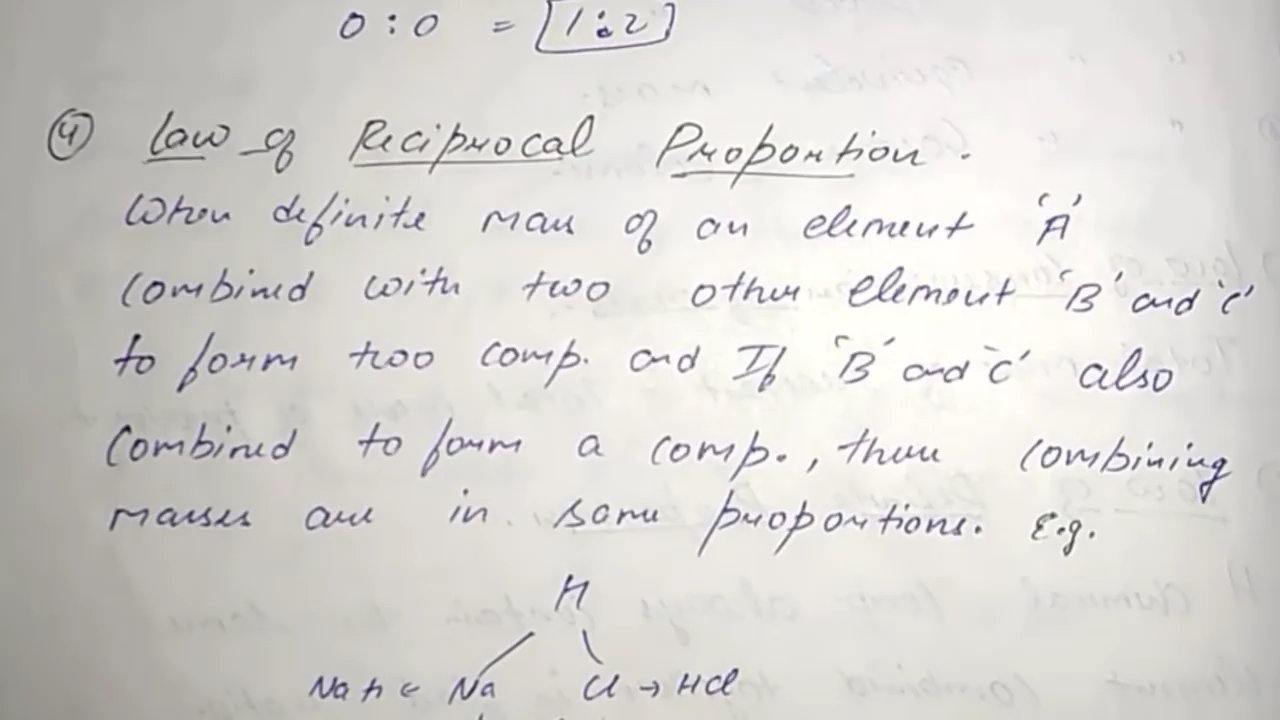 O : O = [1:2]
④ Law of Reciprocal Proportion.
When definite mass of an element 'A'
Combined with two other element 'B' and 'C'
to form two comp. and If 'B' and 'C' also
Combined to form a comp., then combining
masses are in same proportions. E.g.
H
NaH ← Na Cl → HCl